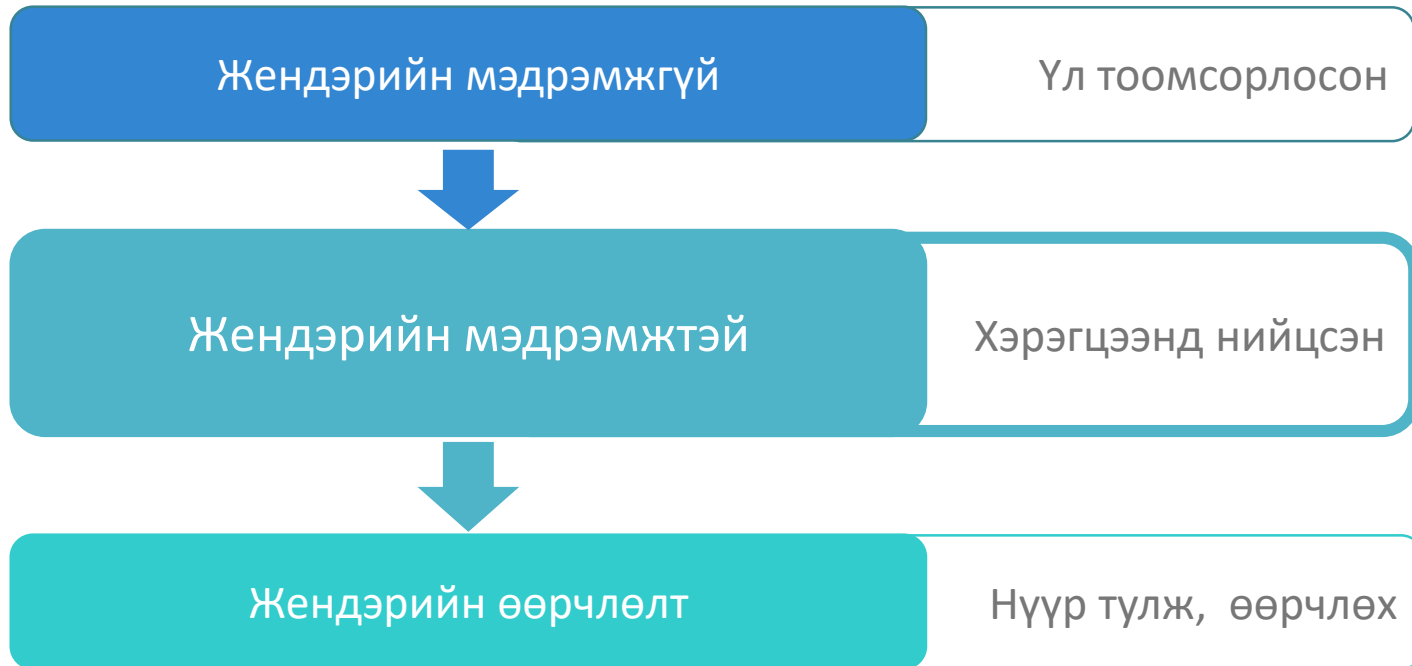 Жендэрийн мэдрэмжгүй
Үл тоомсорлосон
Жендэрийн мэдрэмжтэй
Хэрэгцээнд нийцсэн
Жендэрийн өөрчлөлт
Нүүр тулж, өөрчлөх